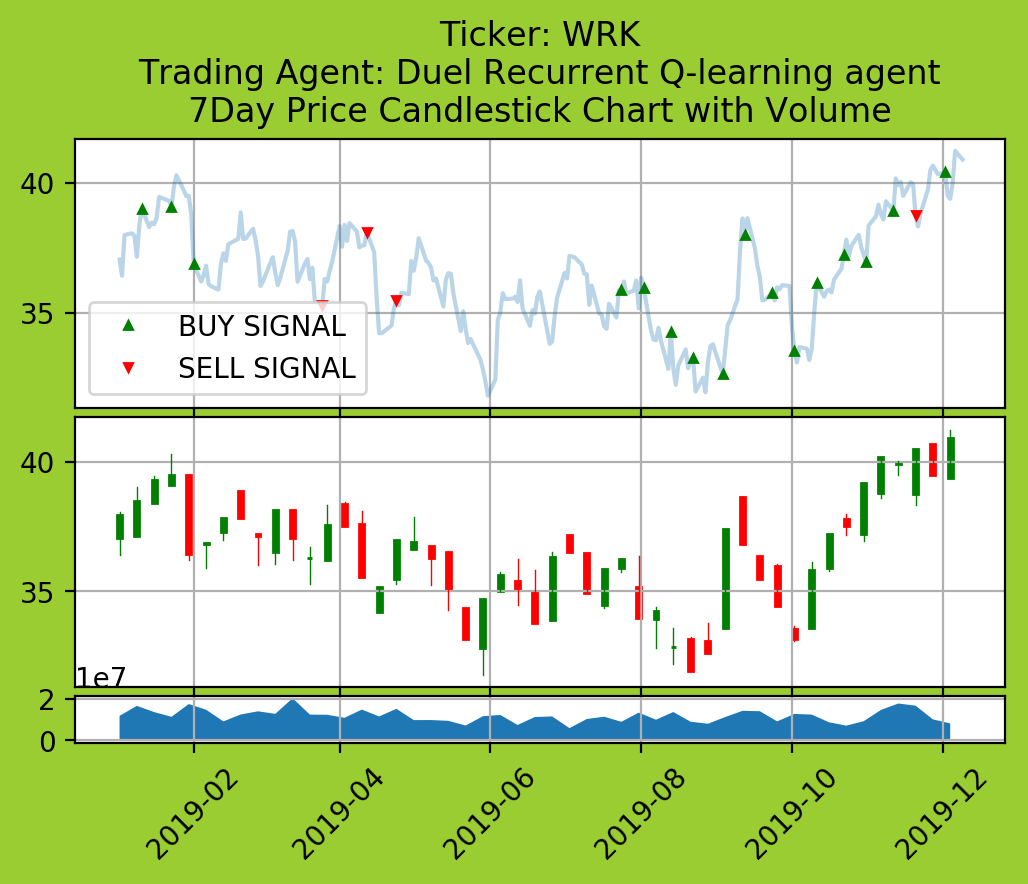 Ticker: WRK
Trading Agent: Duel Recurrent Q-learning agent
7Day Price Candlestick Chart with Volume
40
35
BUY SIGNAL
SELL SIGNAL
40
35
1e7
2
0
2019-02
2019-04
2019-06
2019-08
2019-10
2019-12